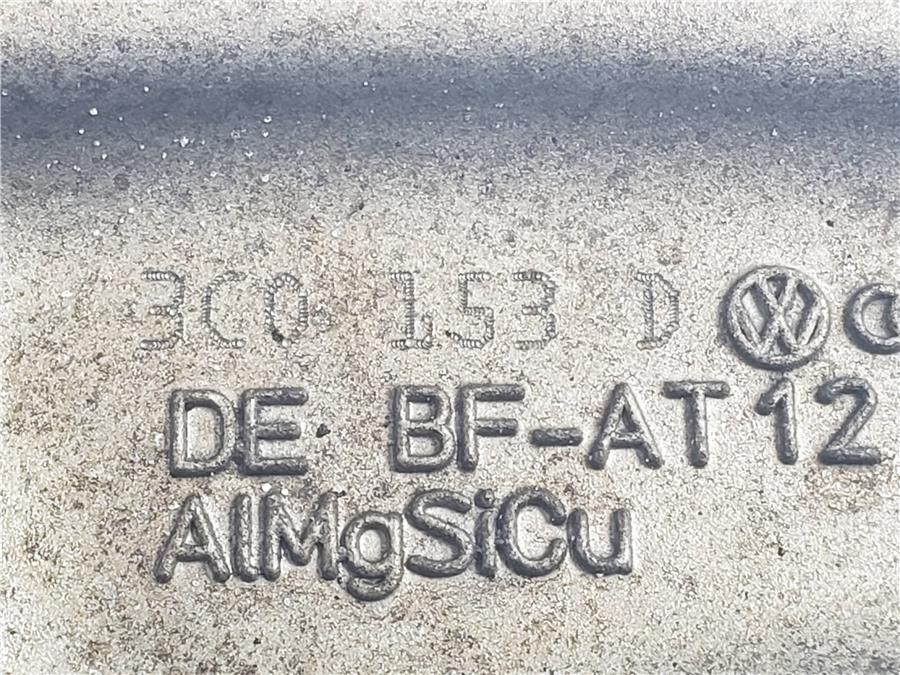 3C0 153 D
DE BF-AT12
AlMgSiCu